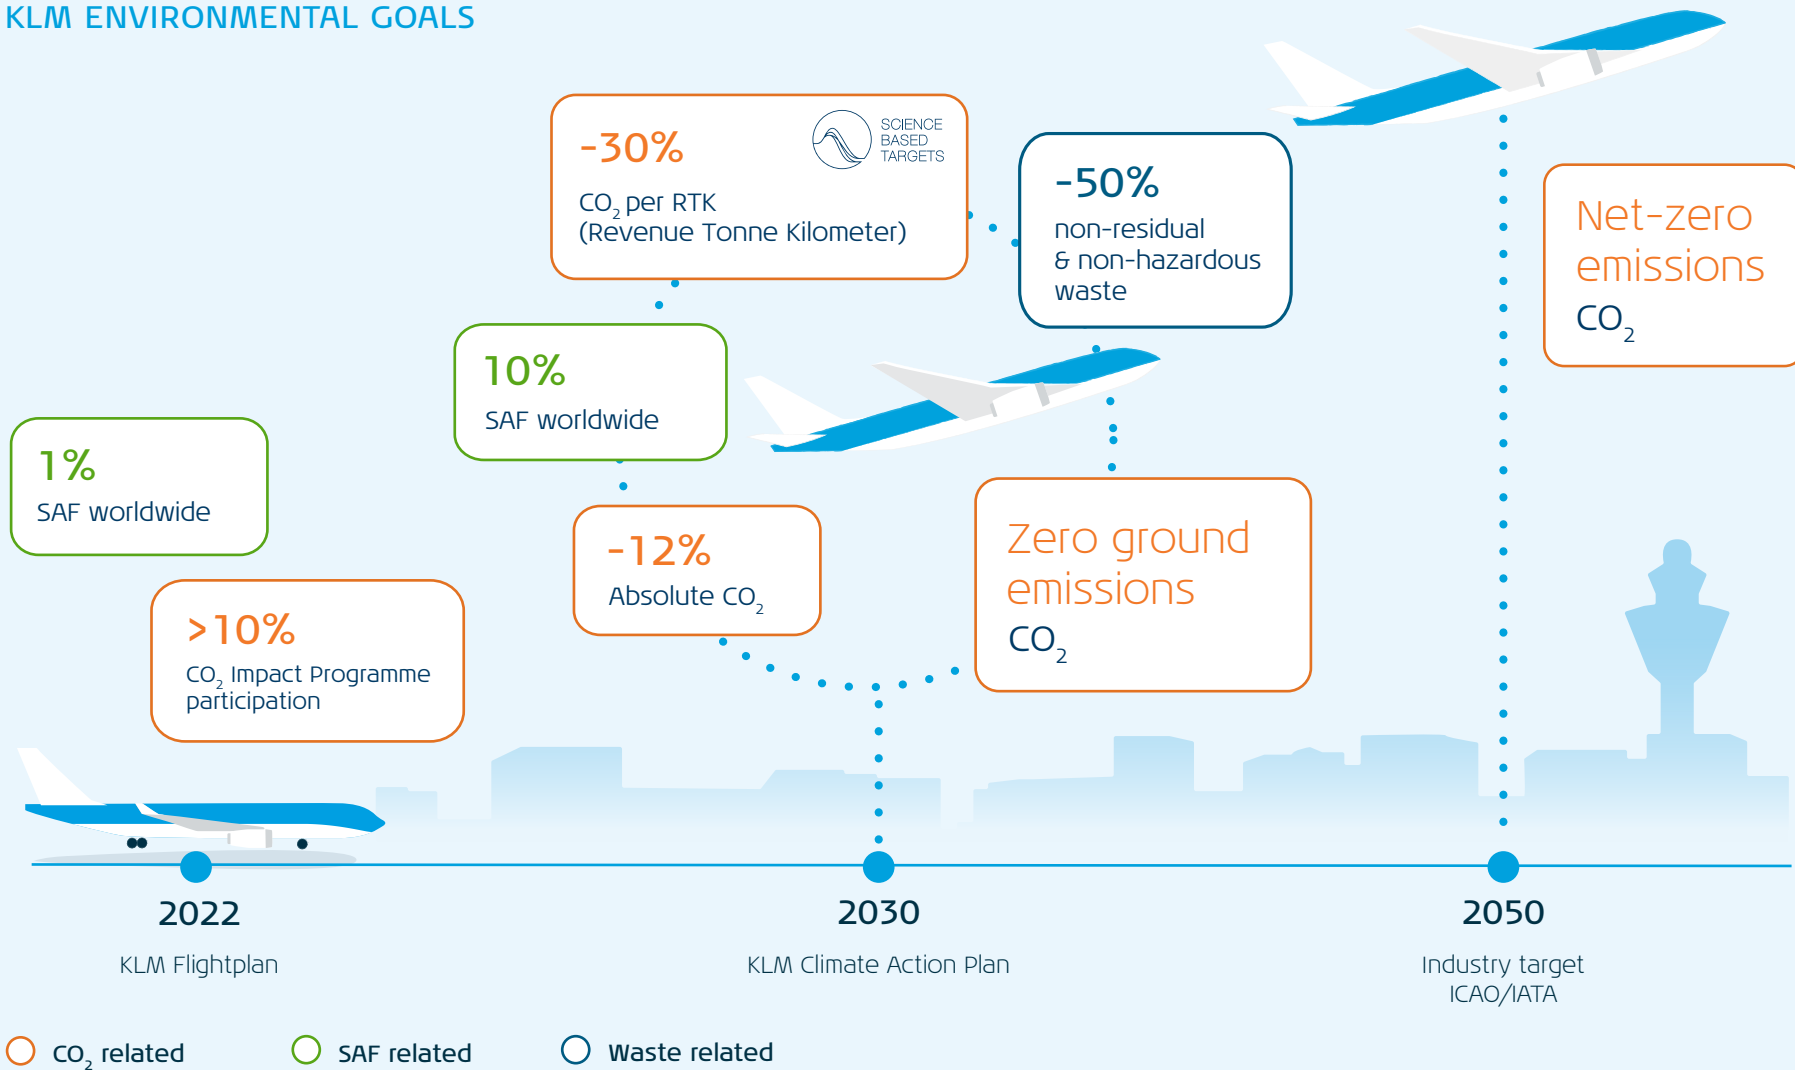 KLM ENVIRONMENTAL GOALS
-30%
SCIENCE
BASED
TARGETS
CO₂ per RTK
(Revenue Tonne Kilometer)
-50%
non-residual
& non-hazardous
waste
Net-zero
emissions
CO₂
10%
SAF worldwide
1%
SAF worldwide
-12%
Absolute CO₂
Zero ground
emissions
CO₂
>10%
CO₂ Impact Programme
participation
2022
KLM Flightplan
2030
KLM Climate Action Plan
2050
Industry target
ICAO/IATA
CO₂ related
SAF related
Waste related